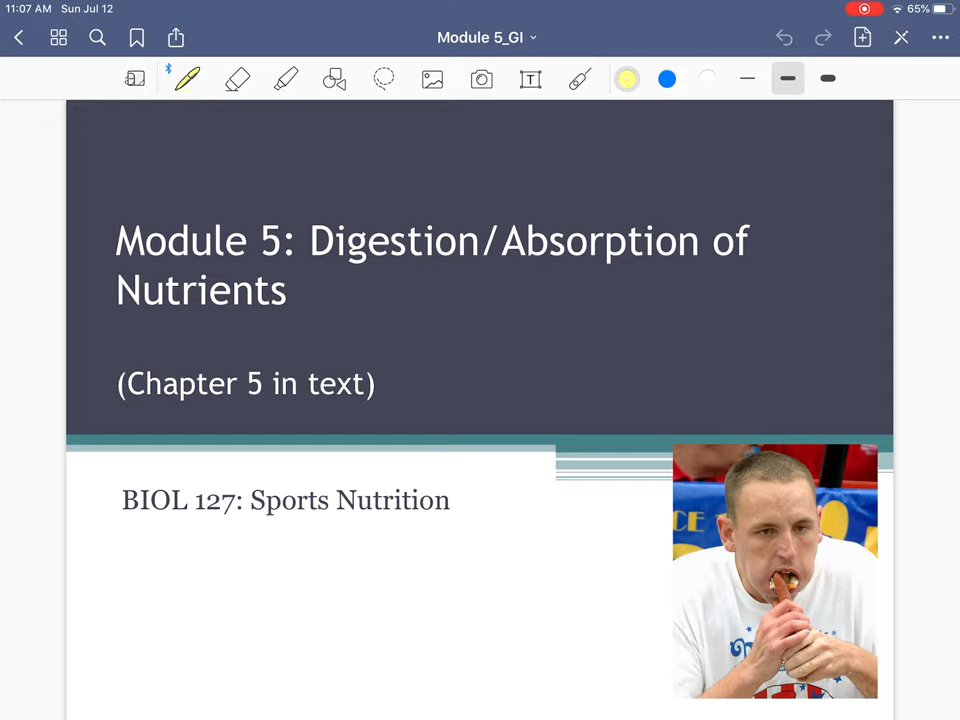 11:07 AM Sun Jul 12
65%
Module 5_GI
T
Module 5: Digestion/Absorption of
Nutrients
(Chapter 5 in text)
BIOL 127: Sports Nutrition
CE